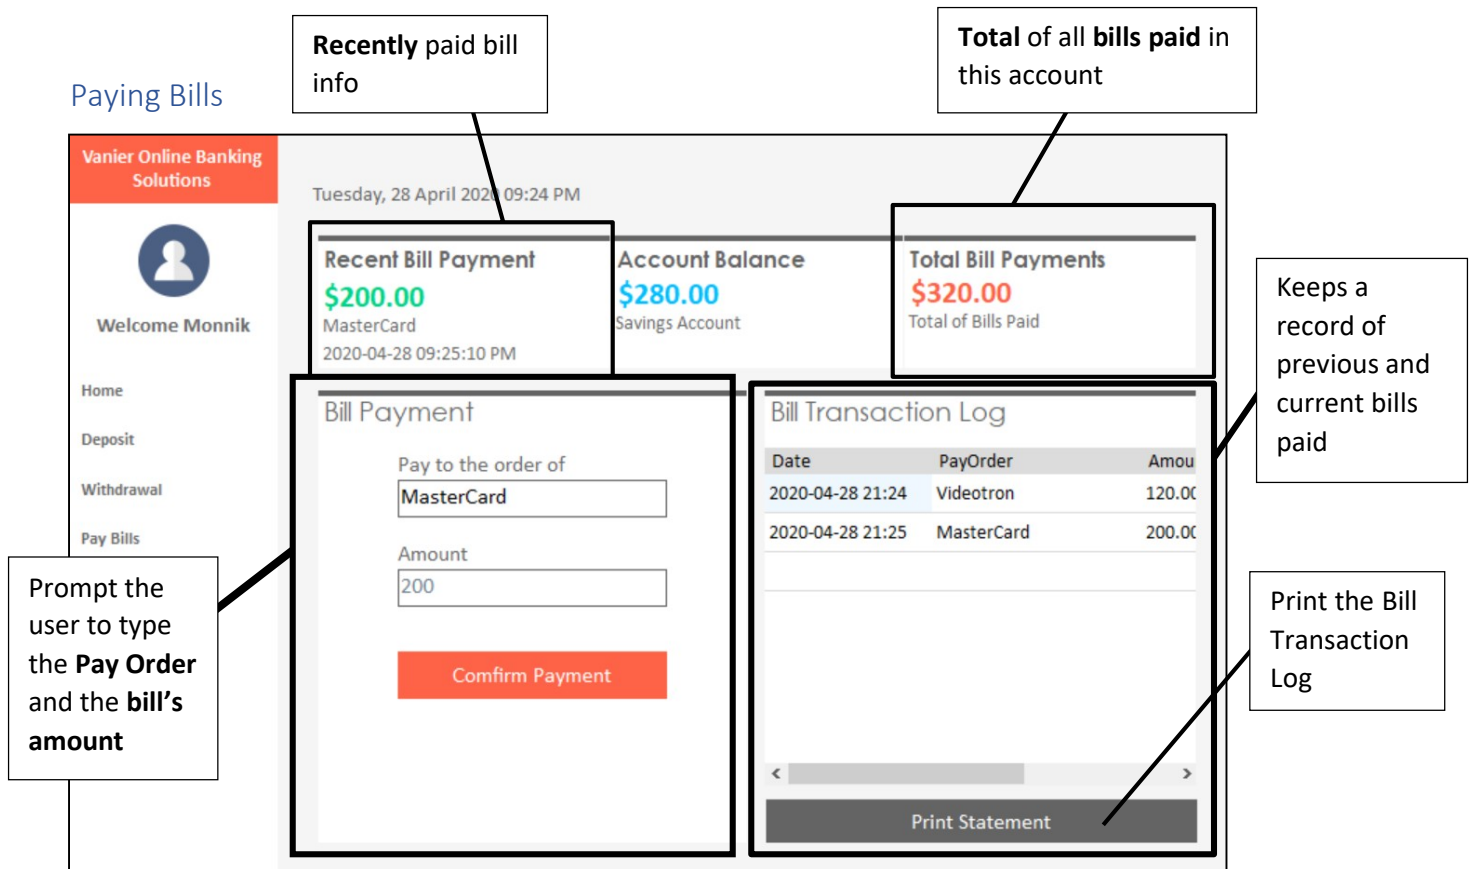 Recently paid bill
info
Total of all bills paid in
this account
Paying Bills
Vanier Online Banking
Solutions
Tuesday, 28 April 2020 09:24 PM
Recent Bill Payment
$200.00
MasterCard
2020-04-28 09:25:10 PM
Account Balance
$280.00
Savings Account
Total Bill Payments
$320.00
Total of Bills Paid
Keeps a
record of
previous and
current bills
paid
Welcome Monnik
Home
Deposit
Withdrawal
Pay Bills
Bill Payment
Pay to the order of
MasterCard
Amount
200
Comfirm Payment
Bill Transaction Log
Date PayOrder Amou
2020-04-28 21:24 Videotron 120.00
2020-04-28 21:25 MasterCard 200.00
Print Statement
Prompt the
user to type
the Pay Order
and the bill's
amount
Print the Bill
Transaction
Log